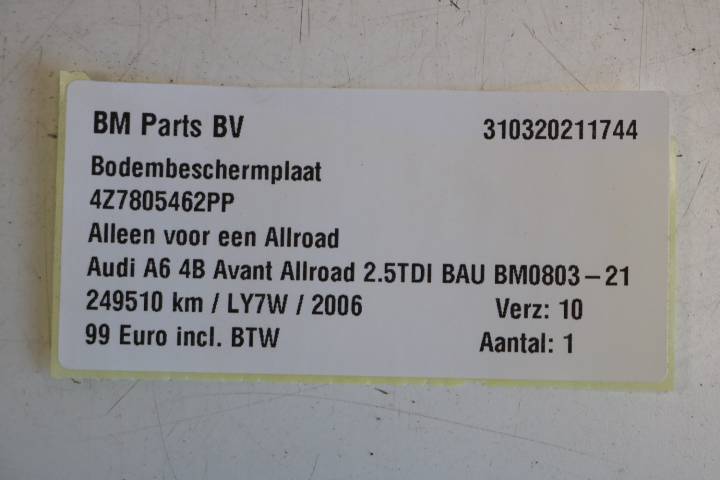 BM Parts BV 310320211744
Bodembeschermplaat
4Z7805462PP
Alleen voor een Allroad
Audi A6 4B Avant Allroad 2.5TDI BAU BM0803-21
249510 km / LY7W / 2006 Verz: 10
99 Euro incl. BTW Aantal: 1